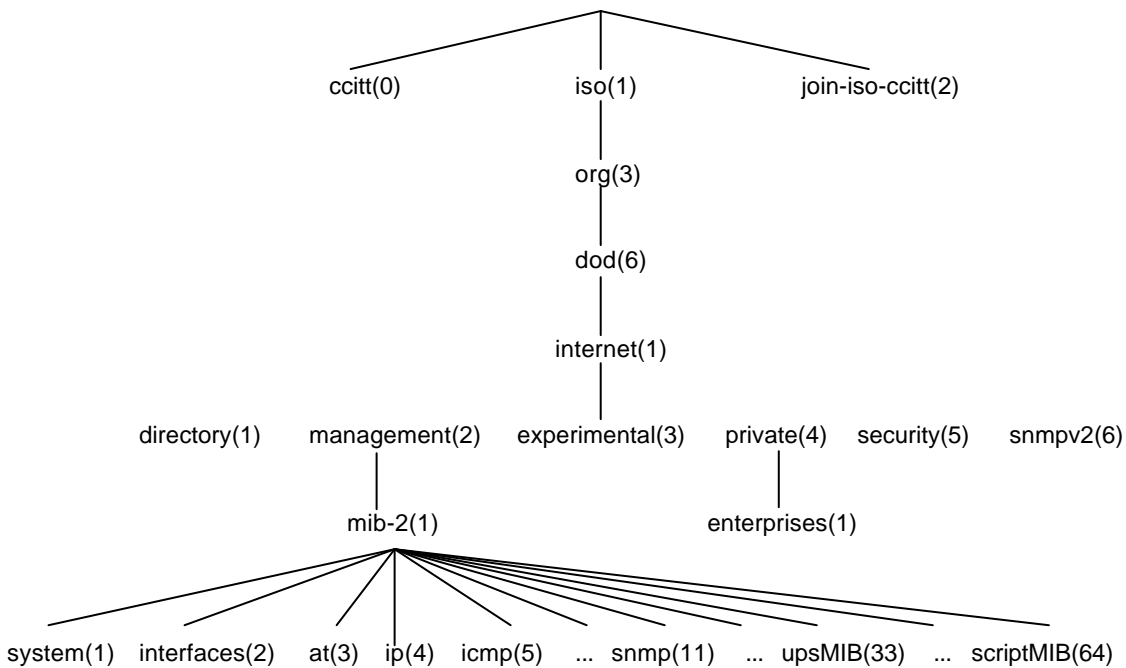 ccitt(0) iso(1) join-iso-ccitt(2)
org(3)
dod(6)
internet(1)
directory(1) management(2) experimental(3) private(4) security(5) snmpv2(6)
mib-2(1) enterprises(1)
system(1) interfaces(2) at(3) ip(4) icmp(5) ... snmp(11) ... upsMIB(33) ... scriptMIB(64)